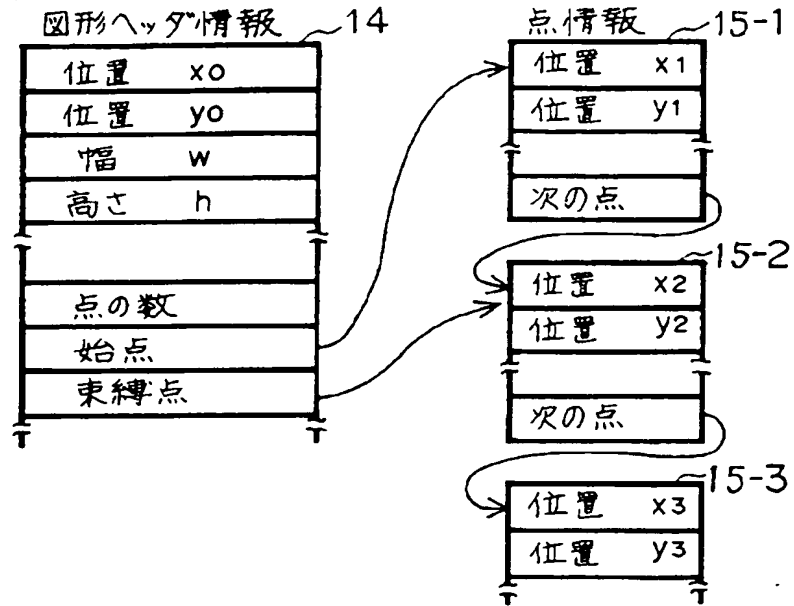 図形ヘッダ情報 14
位置 x0
位置 y0
幅 w
高さ h
点の数
始点
束縛点
点情報 15-1
位置 x1
位置 y1
次の点
15-2
位置 x2
位置 y2
次の点
15-3
位置 x3
位置 y3